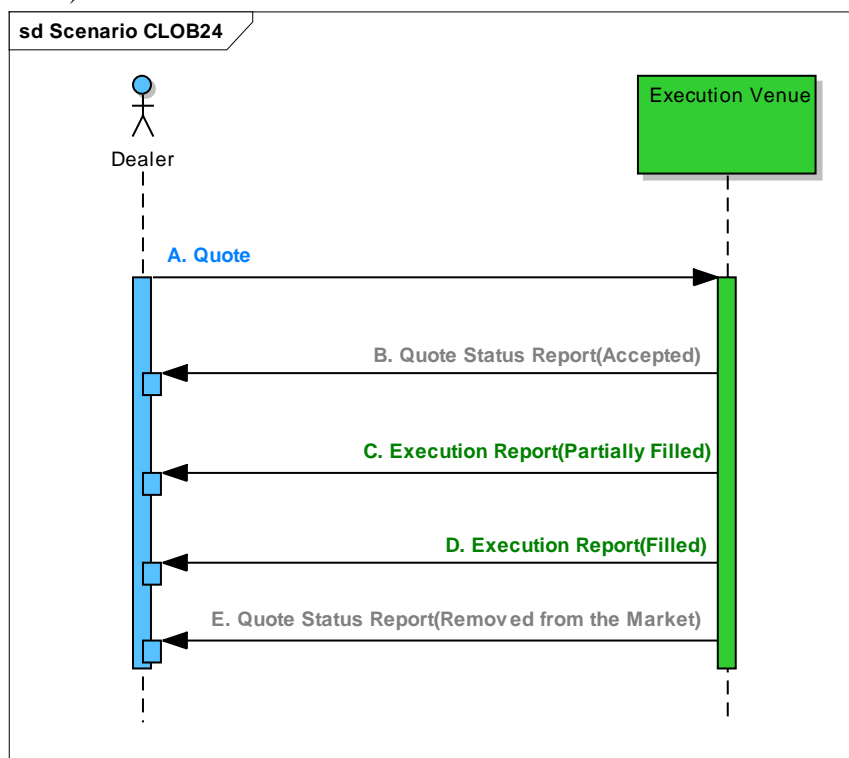 sd Scenario CLOB24
Execution Venue
Dealer
A. Quote
B. Quote Status Report(Accepted)
C. Execution Report(Partially Filled)
D. Execution Report(Filled)
E. Quote Status Report(Removed from the Market)